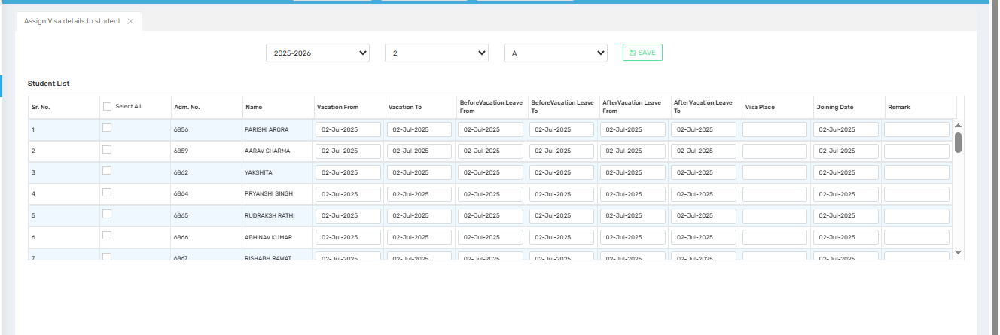 Assign Visa details to student
2025-2026 2 A SAVE
Student List
Sr. No. Select All Adm. No. Name Vacation From Vacation To BeforeVacation Leave From BeforeVacation Leave To AfterVacation Leave From AfterVacation Leave To Visa Place Joining Date Remark
1 6856 PARISHI ARORA 02-Jul-2025 02-Jul-2025 02-Jul-2025 02-Jul-2025 02-Jul-2025 02-Jul-2025 02-Jul-2025
2 6859 AARAV SHARMA 02-Jul-2025 02-Jul-2025 02-Jul-2025 02-Jul-2025 02-Jul-2025 02-Jul-2025 02-Jul-2025
3 6862 YAKSHITA 02-Jul-2025 02-Jul-2025 02-Jul-2025 02-Jul-2025 02-Jul-2025 02-Jul-2025 02-Jul-2025
4 6864 PRYANSHI SINGH 02-Jul-2025 02-Jul-2025 02-Jul-2025 02-Jul-2025 02-Jul-2025 02-Jul-2025 02-Jul-2025
5 6865 RUDRAKSH RATHI 02-Jul-2025 02-Jul-2025 02-Jul-2025 02-Jul-2025 02-Jul-2025 02-Jul-2025 02-Jul-2025
6 6866 ABHINAV KUMAR 02-Jul-2025 02-Jul-2025 02-Jul-2025 02-Jul-2025 02-Jul-2025 02-Jul-2025 02-Jul-2025
7 6867 RISHABH RAWAT 02-Jul-2025 02-Jul-2025 02-Jul-2025 02-Jul-2025 02-Jul-2025 02-Jul-2025 02-Jul-2025